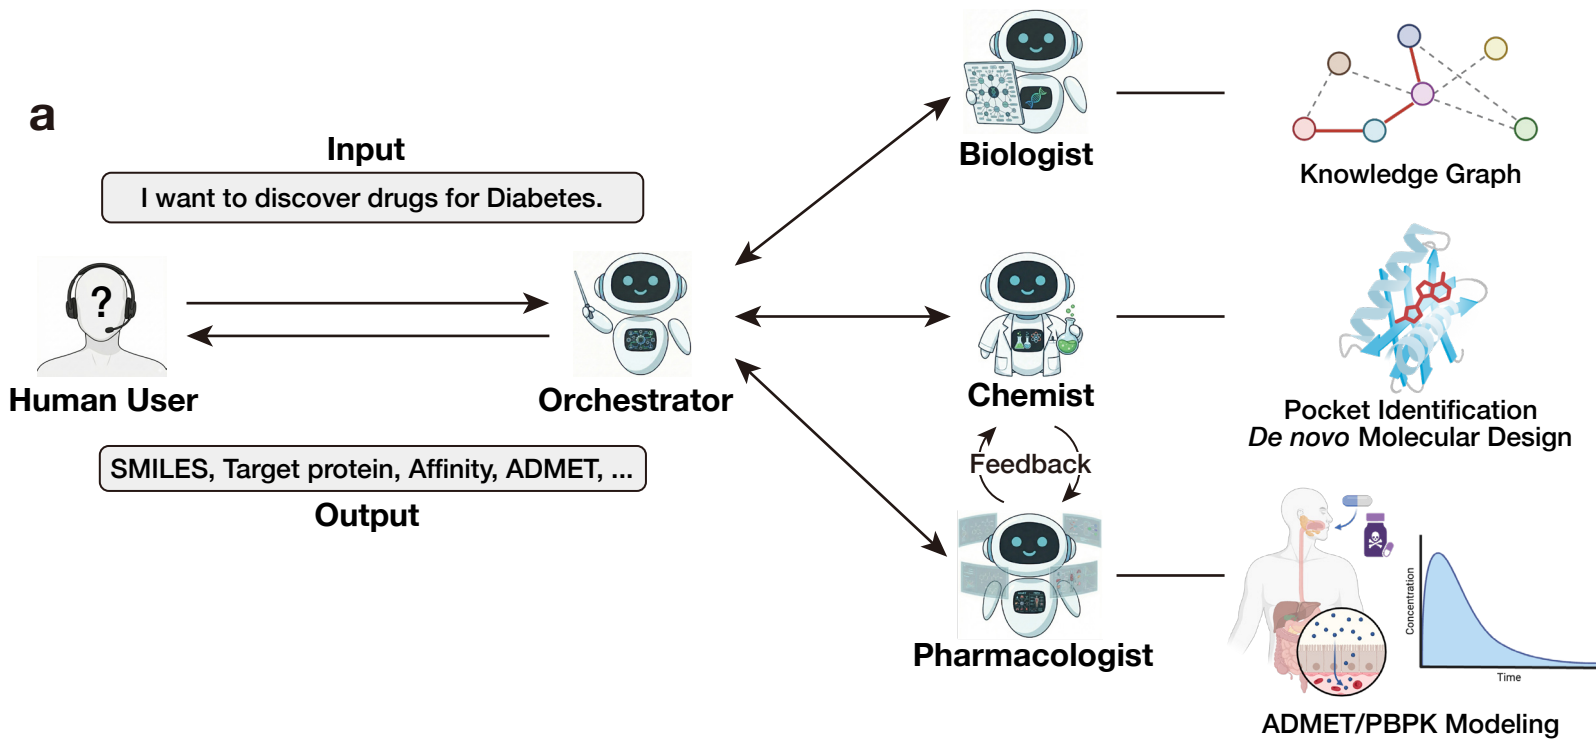 a
Input
I want to discover drugs for Diabetes.
?
Human User
Orchestrator
SMILES, Target protein, Affinity, ADMET, ...
Output
Biologist
Knowledge Graph
Chemist
Pocket Identification
De novo Molecular Design
Feedback
Pharmacologist
Concentration
Time
ADMET/PBPK Modeling